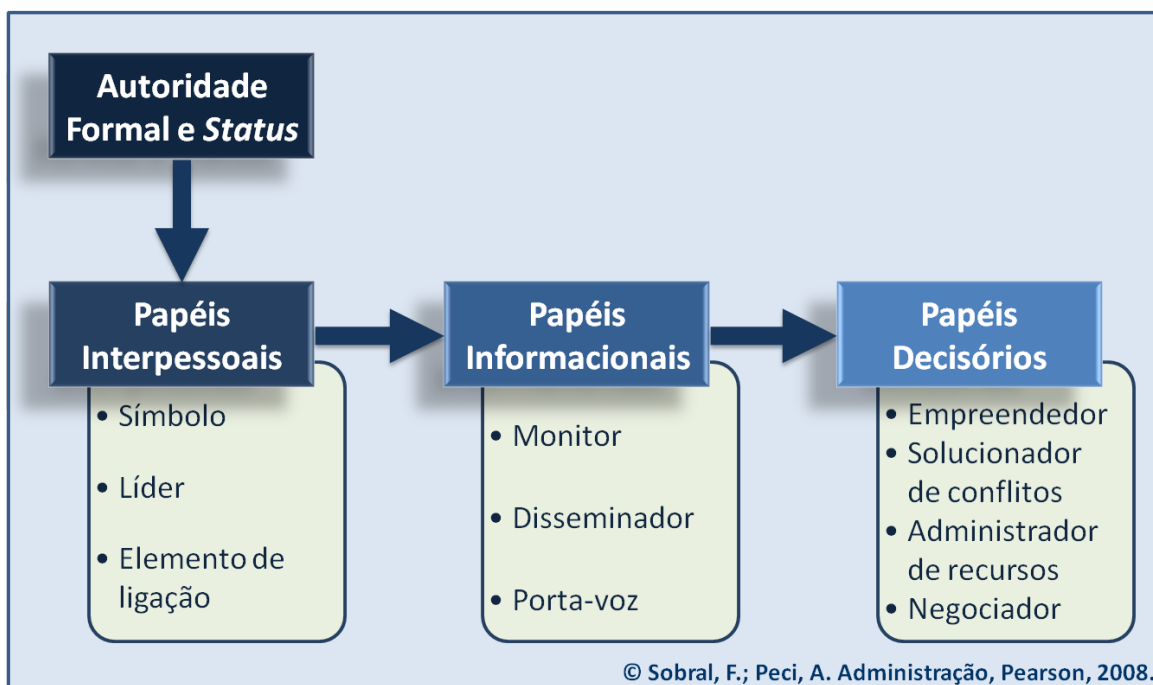 Autoridade
Formal e Status
Papéis
Interpessoais
• Símbolo
• Líder
• Elemento de
ligação
Papéis
Informacionais
• Monitor
• Disseminador
• Porta-voz
Papéis
Decisórios
• Empreendedor
• Solucionador
de conflitos
• Administrador
de recursos
• Negociador
© Sobral, F.; Peci, A. Administração, Pearson, 2008.